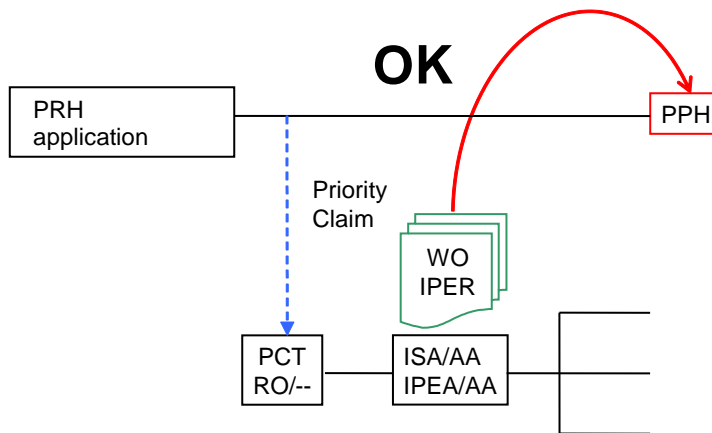 OK
PRH
application
PPH
Priority
Claim
WO
IPER
PCT
RO/--
ISA/AA
IPEA/AA